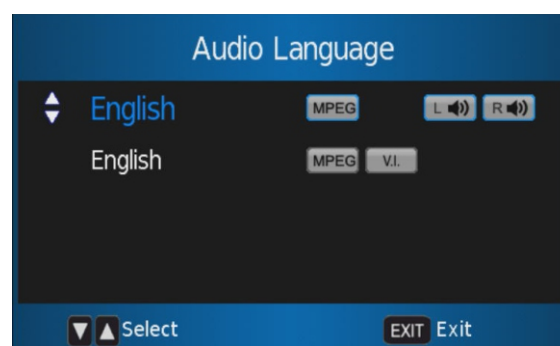 Audio Language
English MPEG L R
English MPEG V.I.
Select EXIT Exit